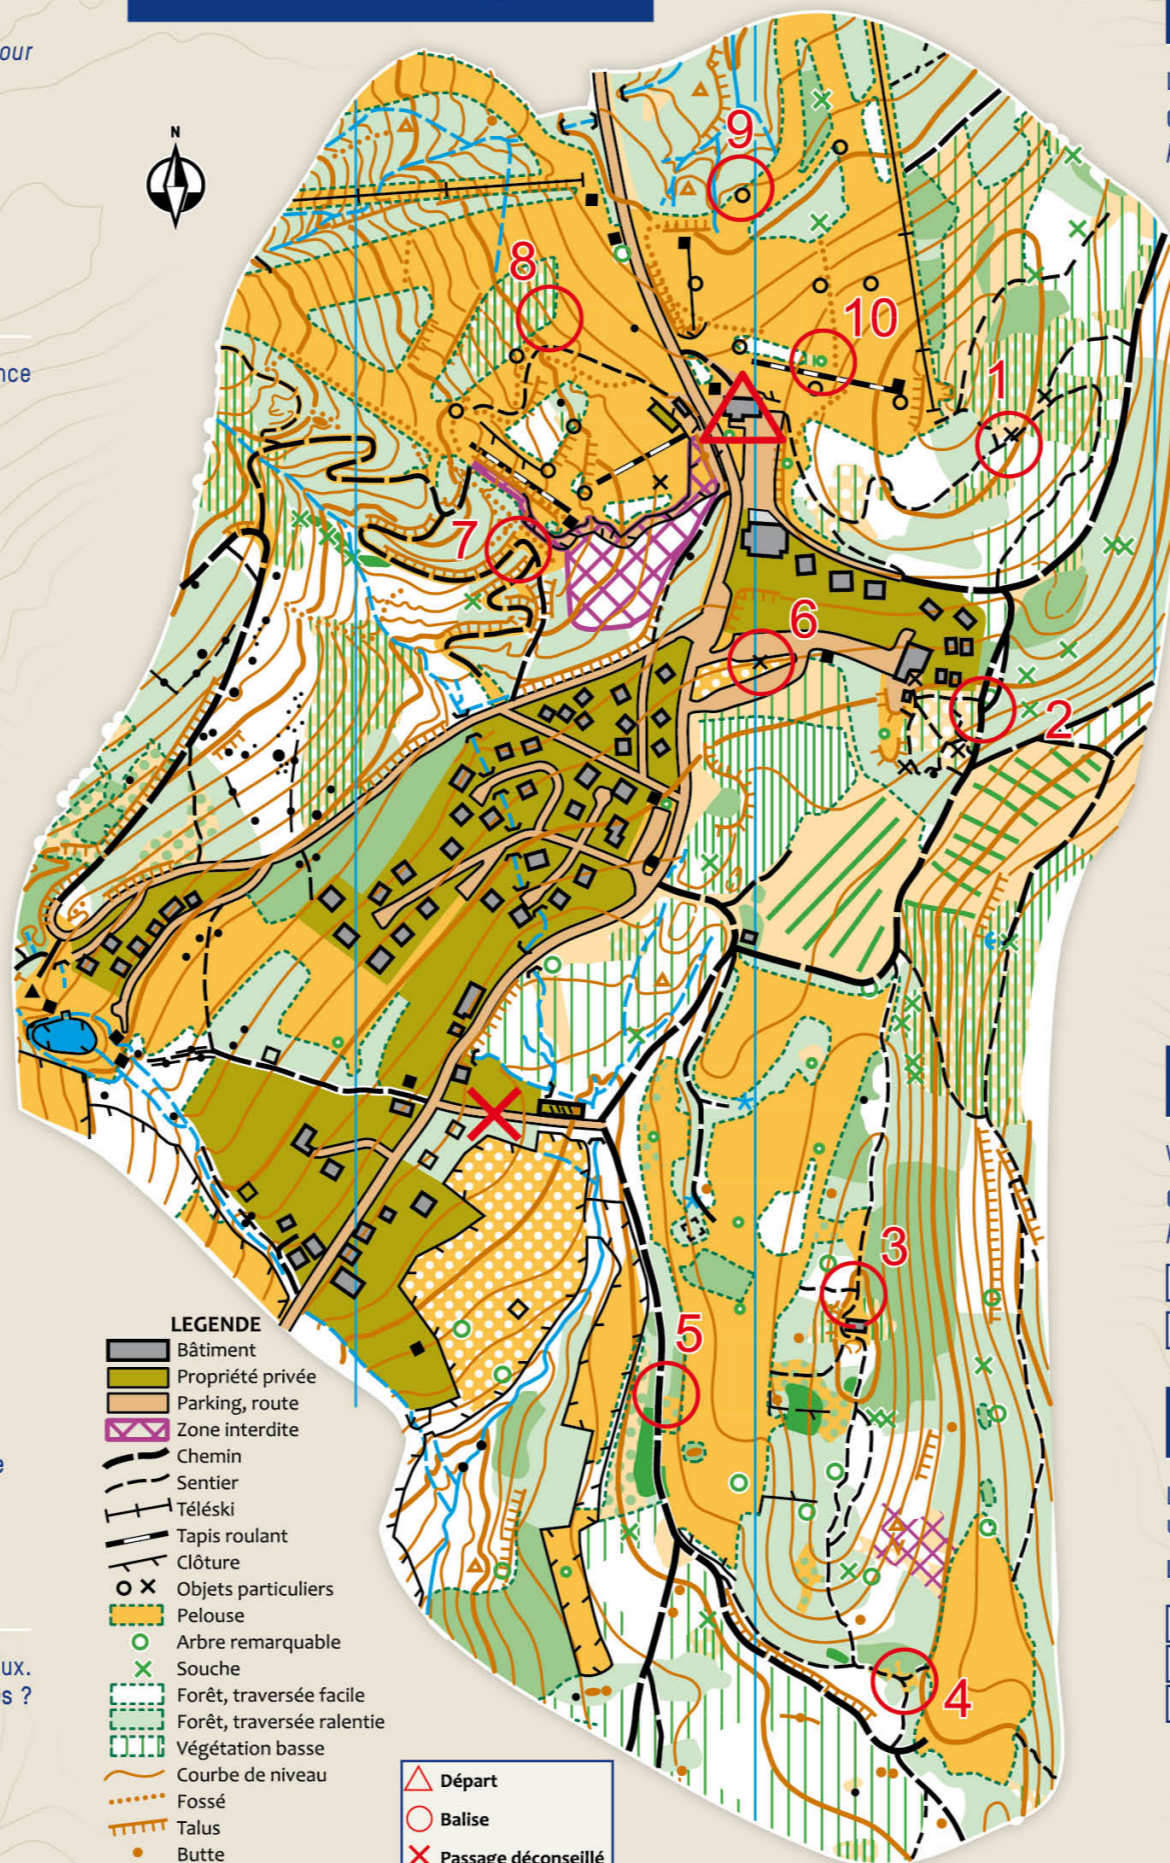 our
N
nce
9
8
10
1
7
6
2
3
5
4
LEGENDE
Bâtiment
Propriété privée
Parking, route
Zone interdite
Chemin
Sentier
Téléski
Tapis roulant
Clôture
Objets particuliers
Pelouse
Arbre remarquable
Souche
Forêt, traversée facile
Forêt, traversée ralentie
Végétation basse
Courbe de niveau
Fossé
Talus
Butte
Départ
Balise
Passage déconseillé
e
ux.
s ?